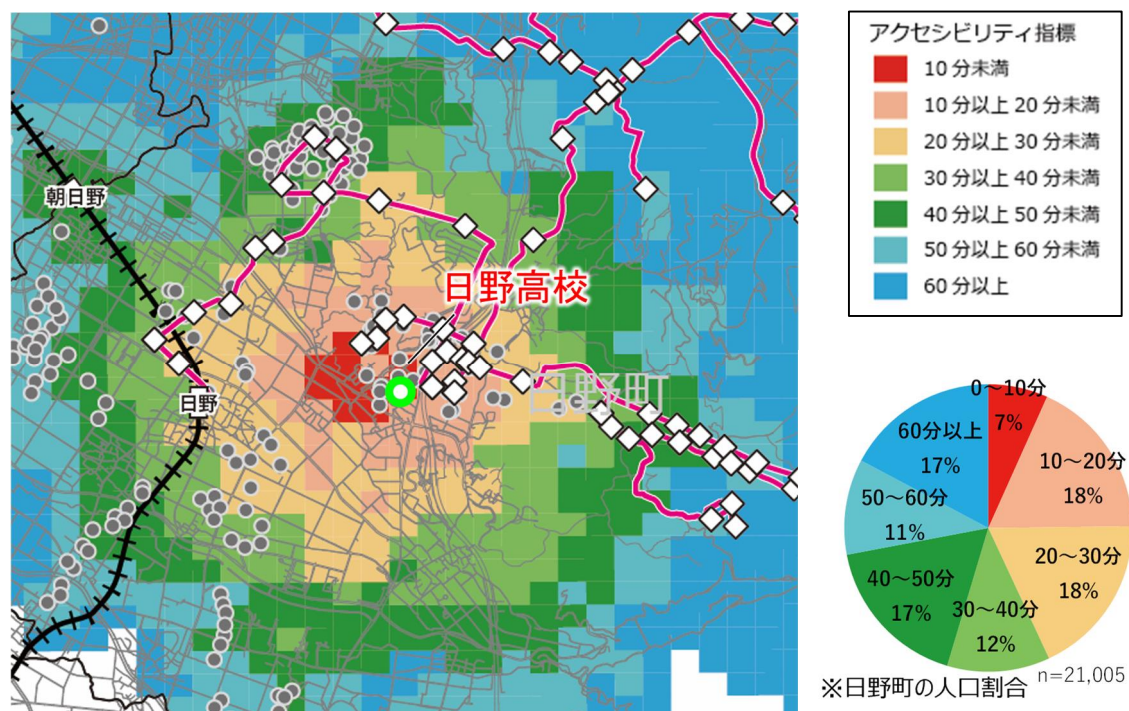 朝日野
日野高校
日野町
日野
アクセシビリティ指標
10分未満
10分以上 20分未満
20分以上 30分未満
30分以上 40分未満
40分以上 50分未満
50分以上 60分未満
60分以上
0~10分
7%
10~20分
18%
20~30分
18%
30~40分
12%
40~50分
17%
50~60分
11%
60分以上
17%
※日野町の人口割合
n=21,005